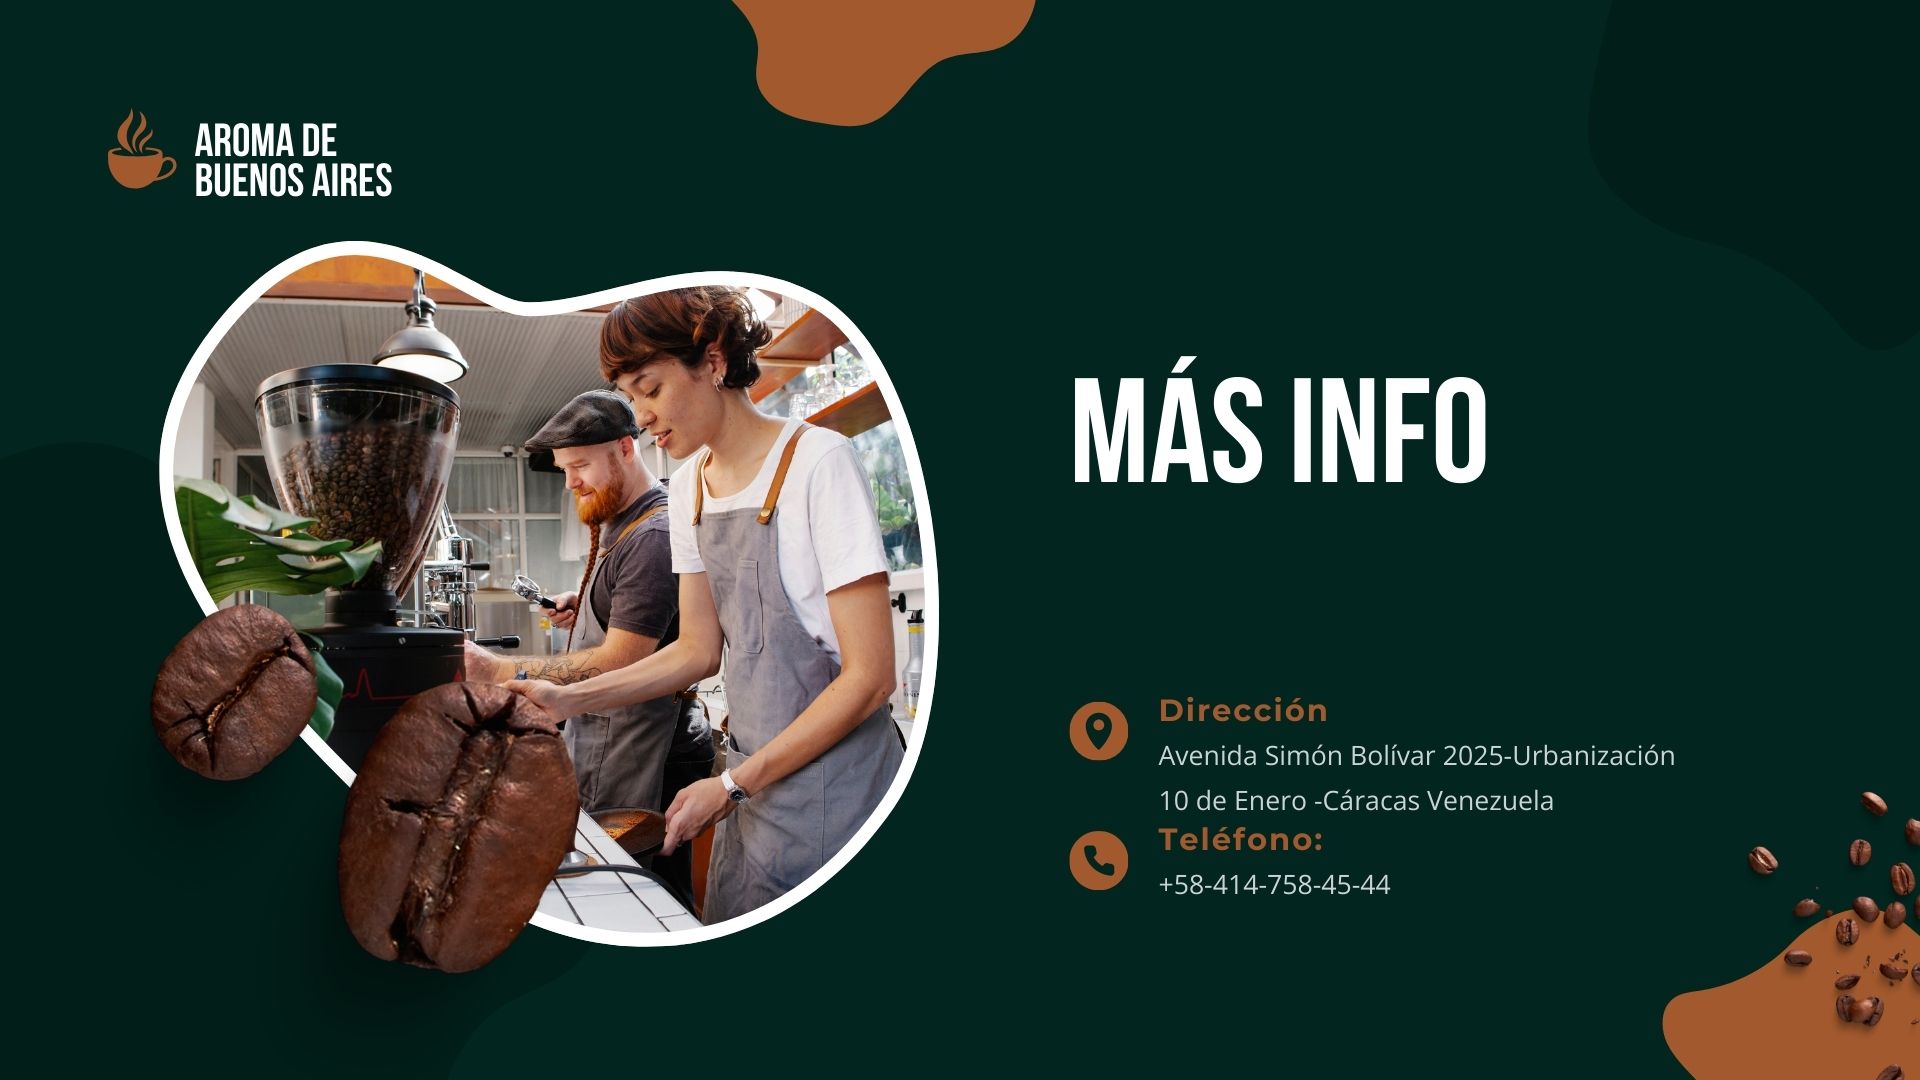 AROMA DE
BUENOS AIRES
MÁS INFO
Dirección
Avenida Simón Bolívar 2025-Urbanización
10 de Enero -Cáracas Venezuela
Teléfono:
+58-414-758-45-44